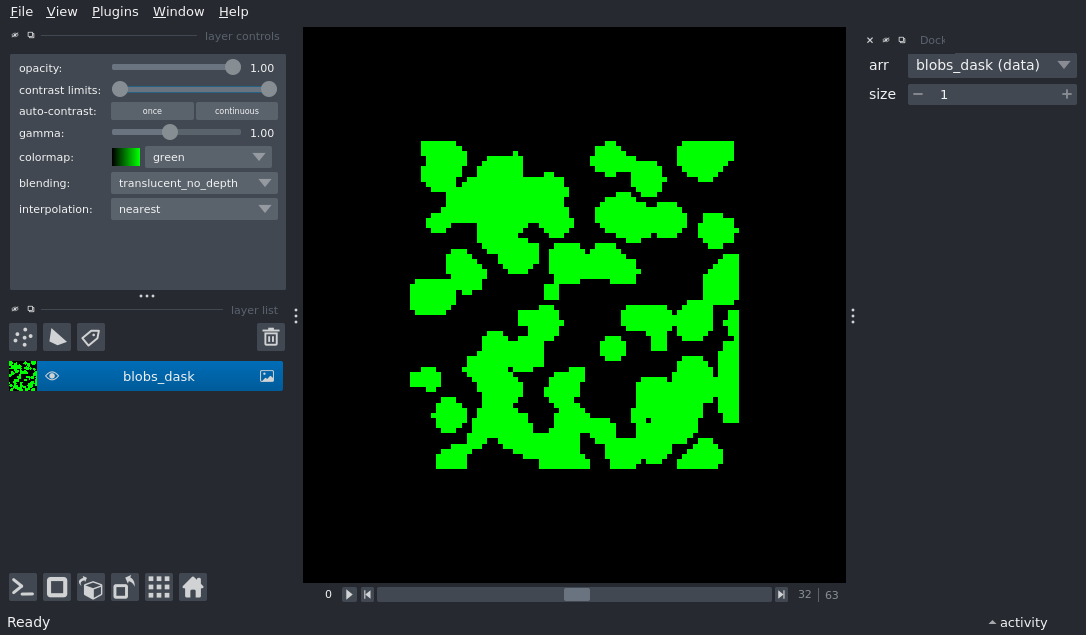 File View Plugins Window Help
layer controls
opacity: 1.00
contrast limits:
auto-contrast: once continuous
gamma: 1.00
colormap: green
blending: translucent_no_depth
interpolation: nearest
layer list
blobs_dask
0 32 63
Ready
Dock
arr blobs_dask (data)
size 1
activity